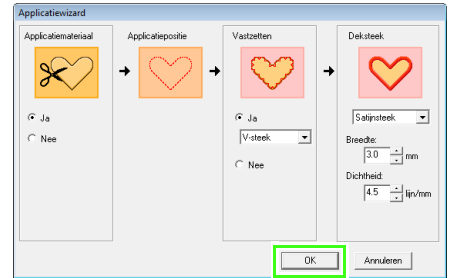 Applicatiewizard
Applicatiemateriaal
Applicatiepositie
Vastzetten
Deksteek
Ja
Nee
Ja
V-steek
Nee
Satijnsteek
Breedte:
3.0 mm
Dichtheid:
4.5 lijn/mm
OK
Annuleren